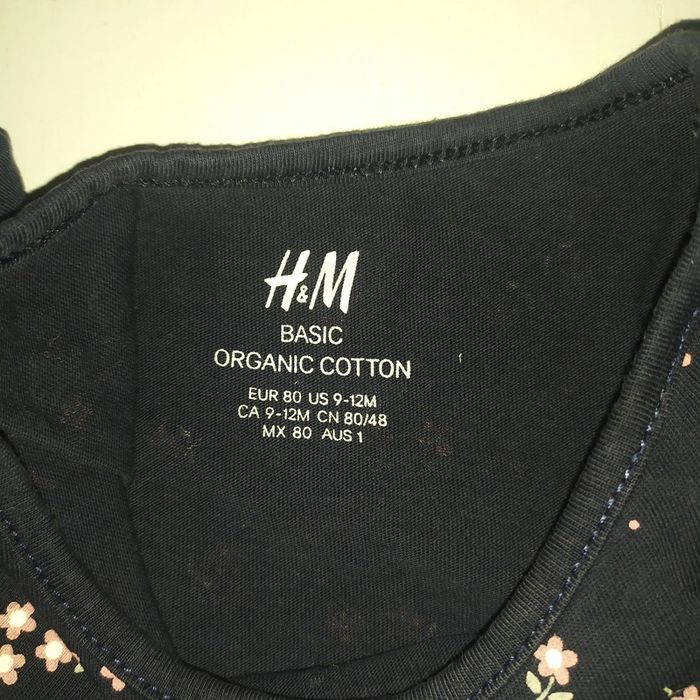 H&M
BASIC
ORGANIC COTTON
EUR 80 US 9-12M
CA 9-12M CN 80/48
MX 80 AUS 1